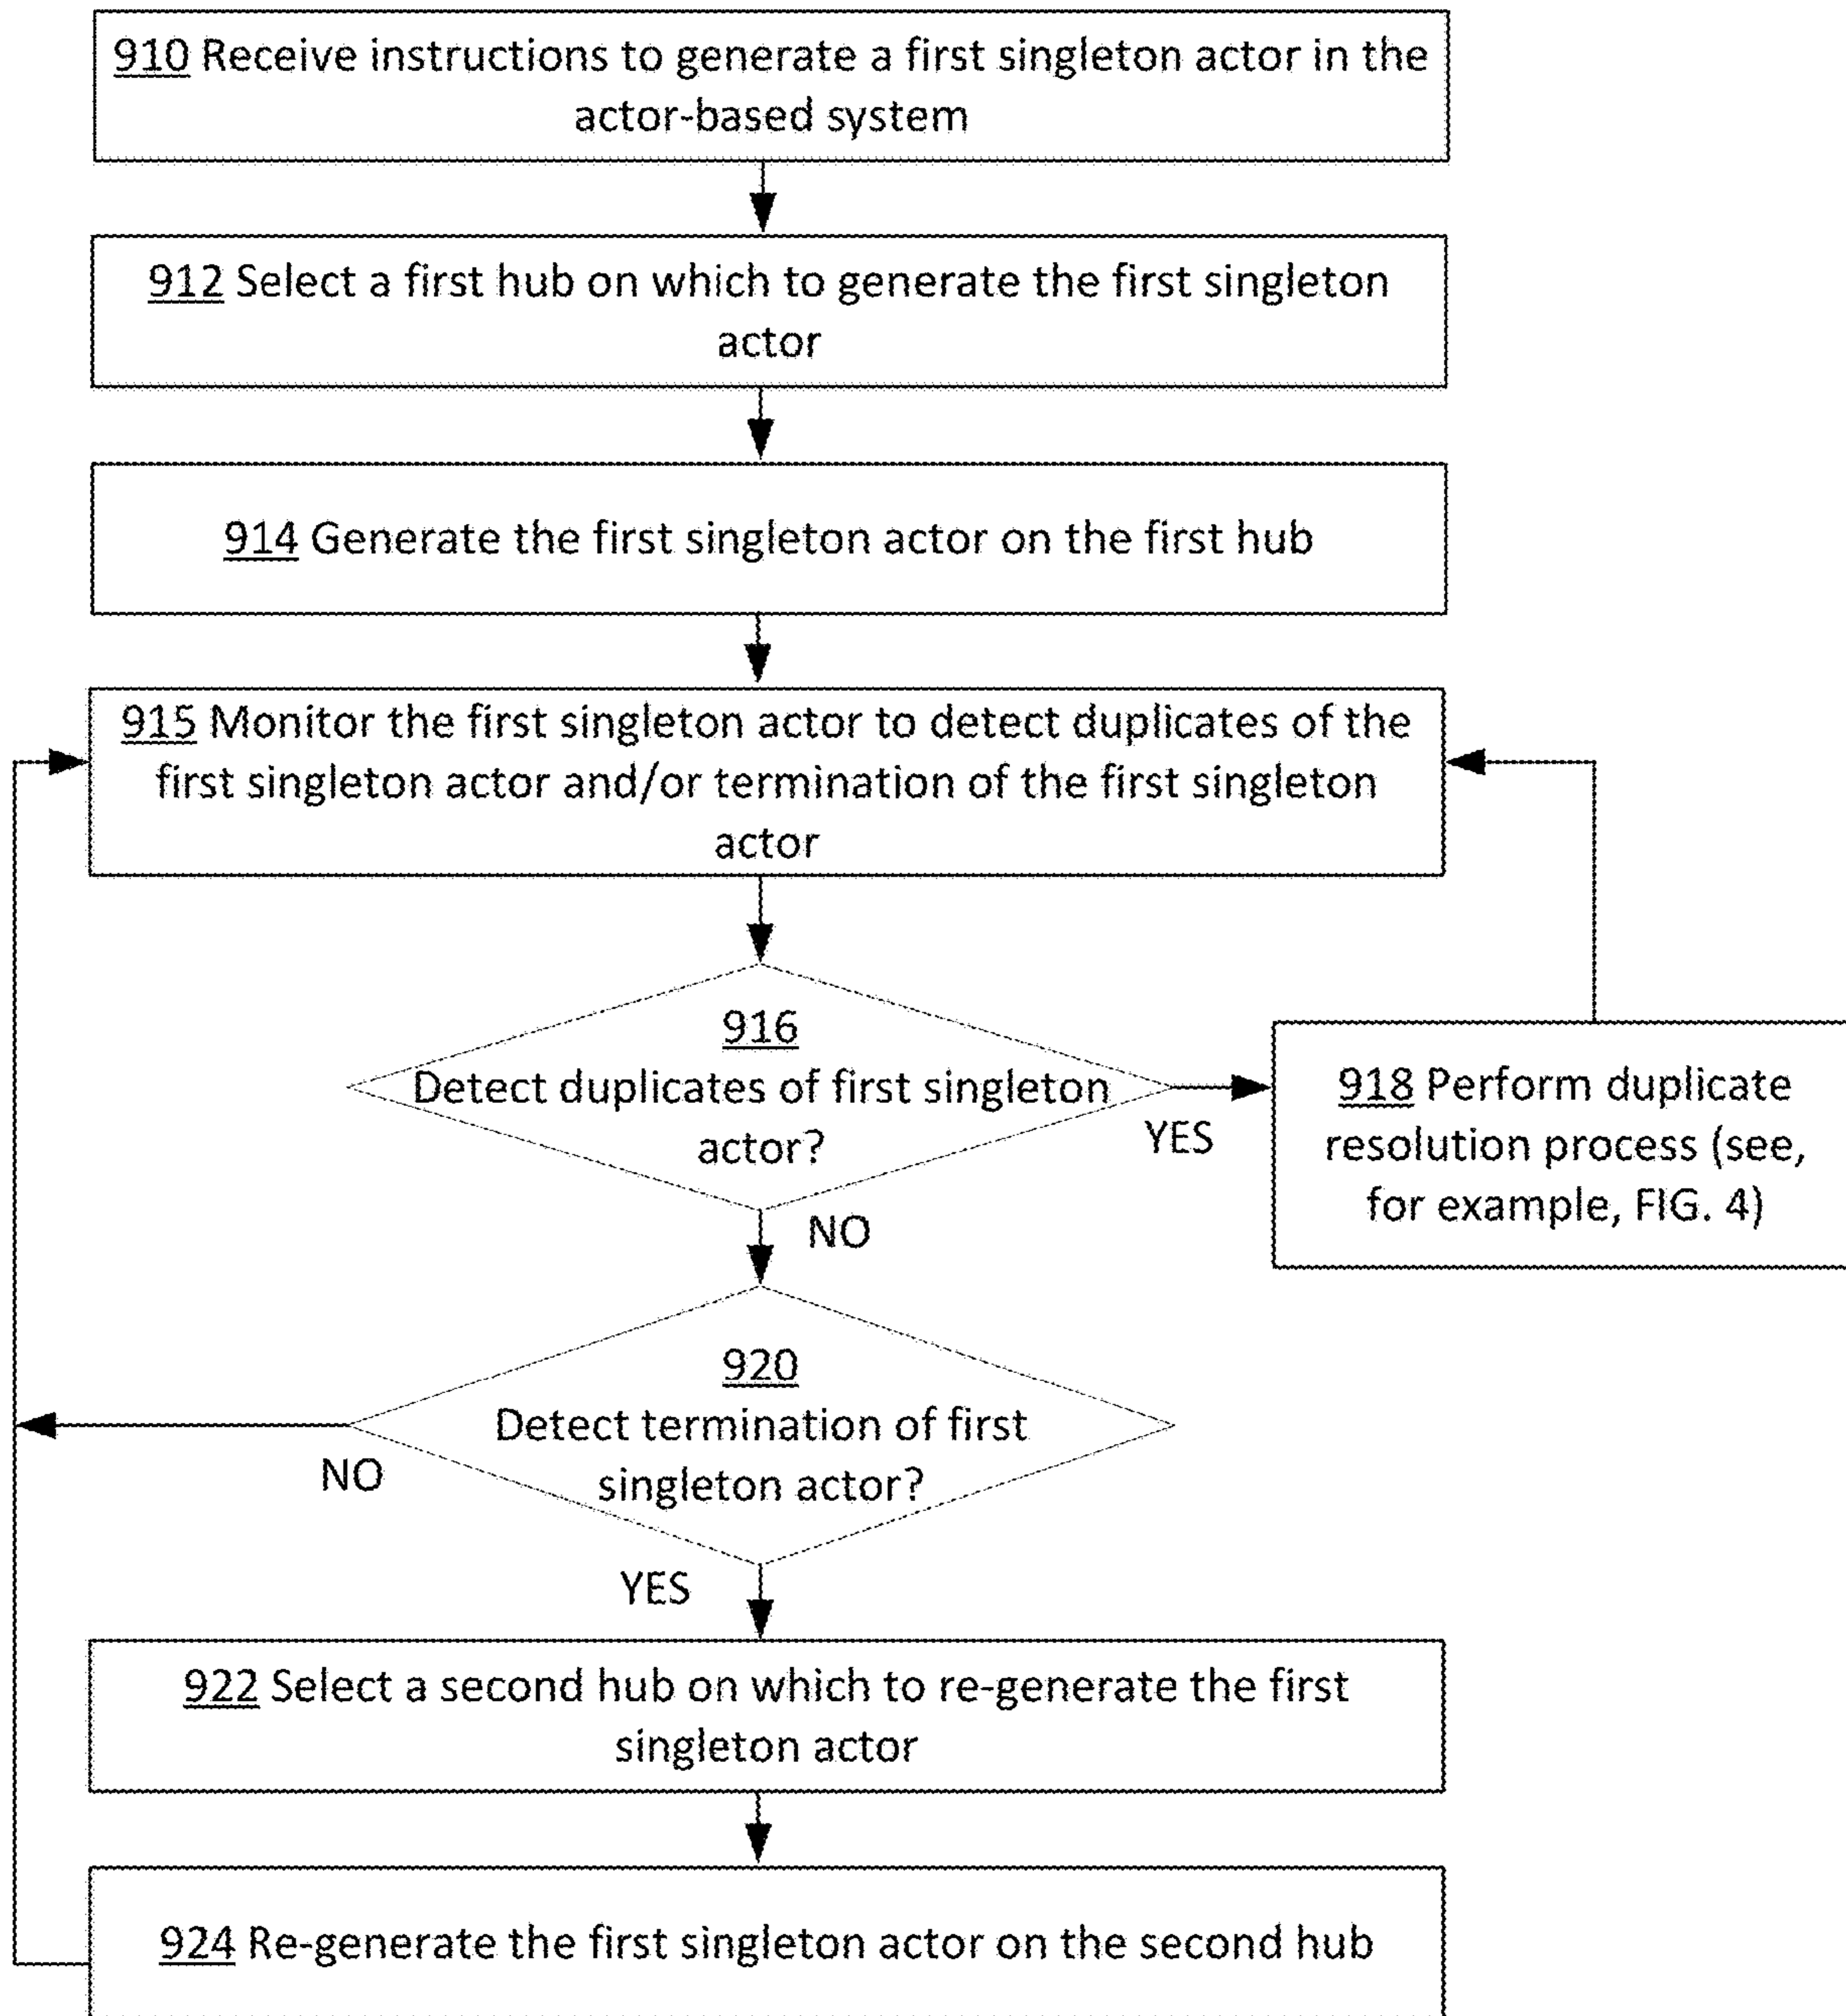 910 Receive instructions to generate a first singleton actor in the
actor-based system
912 Select a first hub on which to generate the first singleton
actor
914 Generate the first singleton actor on the first hub
915 Monitor the first singleton actor to detect duplicates of the
first singleton actor and/or termination of the first singleton
actor
916
Detect duplicates of first singleton
actor?
YES
918 Perform duplicate
resolution process (see,
for example, FIG. 4)
NO
920
Detect termination of first
singleton actor?
NO
YES
922 Select a second hub on which to re-generate the first
singleton actor
924 Re-generate the first singleton actor on the second hub